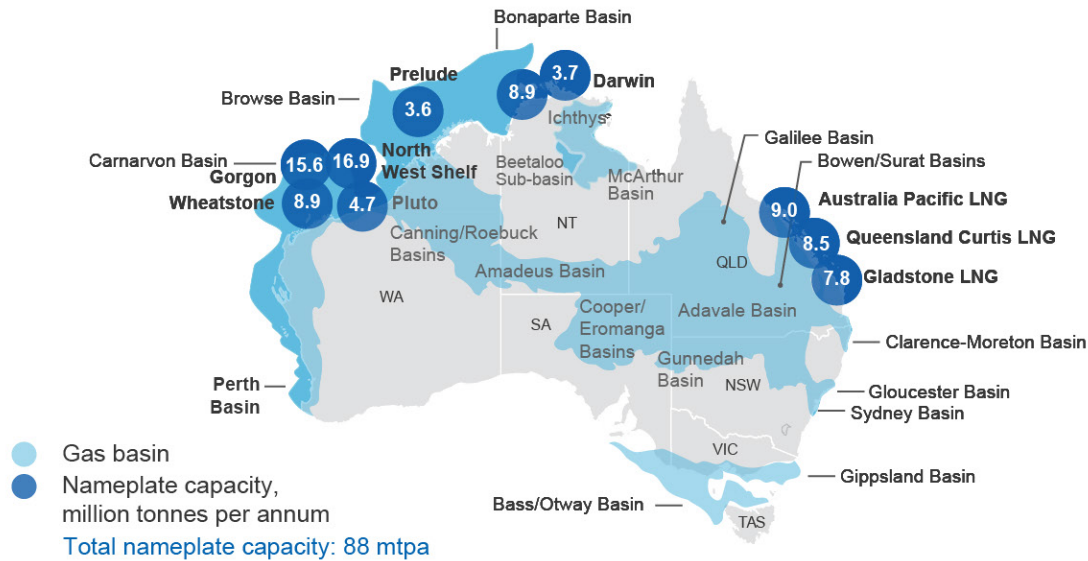 Bonaparte Basin
Prelude
3.7
Darwin
8.9
Browse Basin
3.6
Ichthys
Galilee Basin
Carnarvon Basin
Gorgon
15.6
16.9
North
West Shelf
Beetaloo
Sub-basin
McArthur
Basin
Bowen/Surat Basins
Wheatstone
8.9
4.7
Pluto
9.0
Australia Pacific LNG
Canning/Roebuck
Basins
NT
8.5
Queensland Curtis LNG
Amadeus Basin
QLD
7.8
Gladstone LNG
WA
SA
Cooper/
Eromanga
Basins
Adavale Basin
Clarence-Moreton Basin
Gunnedah
Basin
NSW
Perth
Basin
Gloucester Basin
Sydney Basin
VIC
Gippsland Basin
Bass/Otway Basin
TAS
Gas basin
Nameplate capacity,
million tonnes per annum
Total nameplate capacity: 88 mtpa